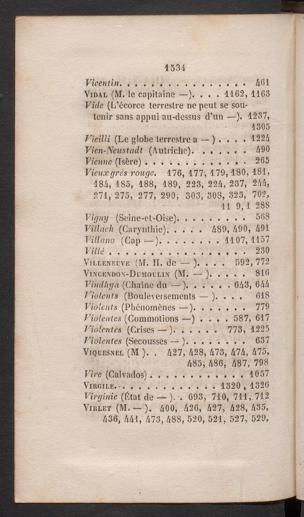 1534
Vicentin. . . . . . . . . . . . . . . . 461
VIDAL (M. le capitaine —). . . . 1162, 1163
Vide (L'écorce terrestre ne peut se sou-
tenir sans appui au-dessus d'un —). 1237,
1305
Vieilli (Le globe terrestre a — ) . . . . 1224
Vien-Neustadt (Autriche). . . . . . . 490
Vienne (Isère) . . . . . . . . . . . . 265
Vieux grès rouge. 176, 177, 179, 180, 181,
184, 185, 188, 189, 223, 224, 237, 244,
271, 275, 277, 290, 303, 308, 325, 702,
11 9, 1 288
Vigny (Seine-et-Oise). . . . . . . . . 568
Villach (Carynthie). . . . . 489, 490, 491
Villano (Cap —). . . . . . . . 1107, 1157
Villé . . . . . . . . . . . . . . . . . 230
VILLENEUVE (M. H. de —). . . . 592, 772
VINCENDON-DUMOULIN (M. —). . . . . 816
Vindhya (Chaîne du —). . . . . 643, 644
Violents (Bouleversements — ). . . . 618
Violents (Phénomènes —). . . . . . . 779
Violentes (Commotions —) . . . 587, 617
Violentes (Crises —). . . . . . 773, 1225
Violentes (Secousses —) . . . . . . . 637
VIQUESNEL (M ). . 427, 428, 473, 474, 475,
485, 486, 487, 798
Vire (Calvados) . . . . . . . . . . . 1057
VIRGILE. . . . . . . . . . . . . 1320, 1326
Virginie (État de — ). . 693, 710, 711, 712
VIRLET (M. —). 400, 426, 427, 428, 435,
436, 441, 473, 488, 520, 521, 527, 529,